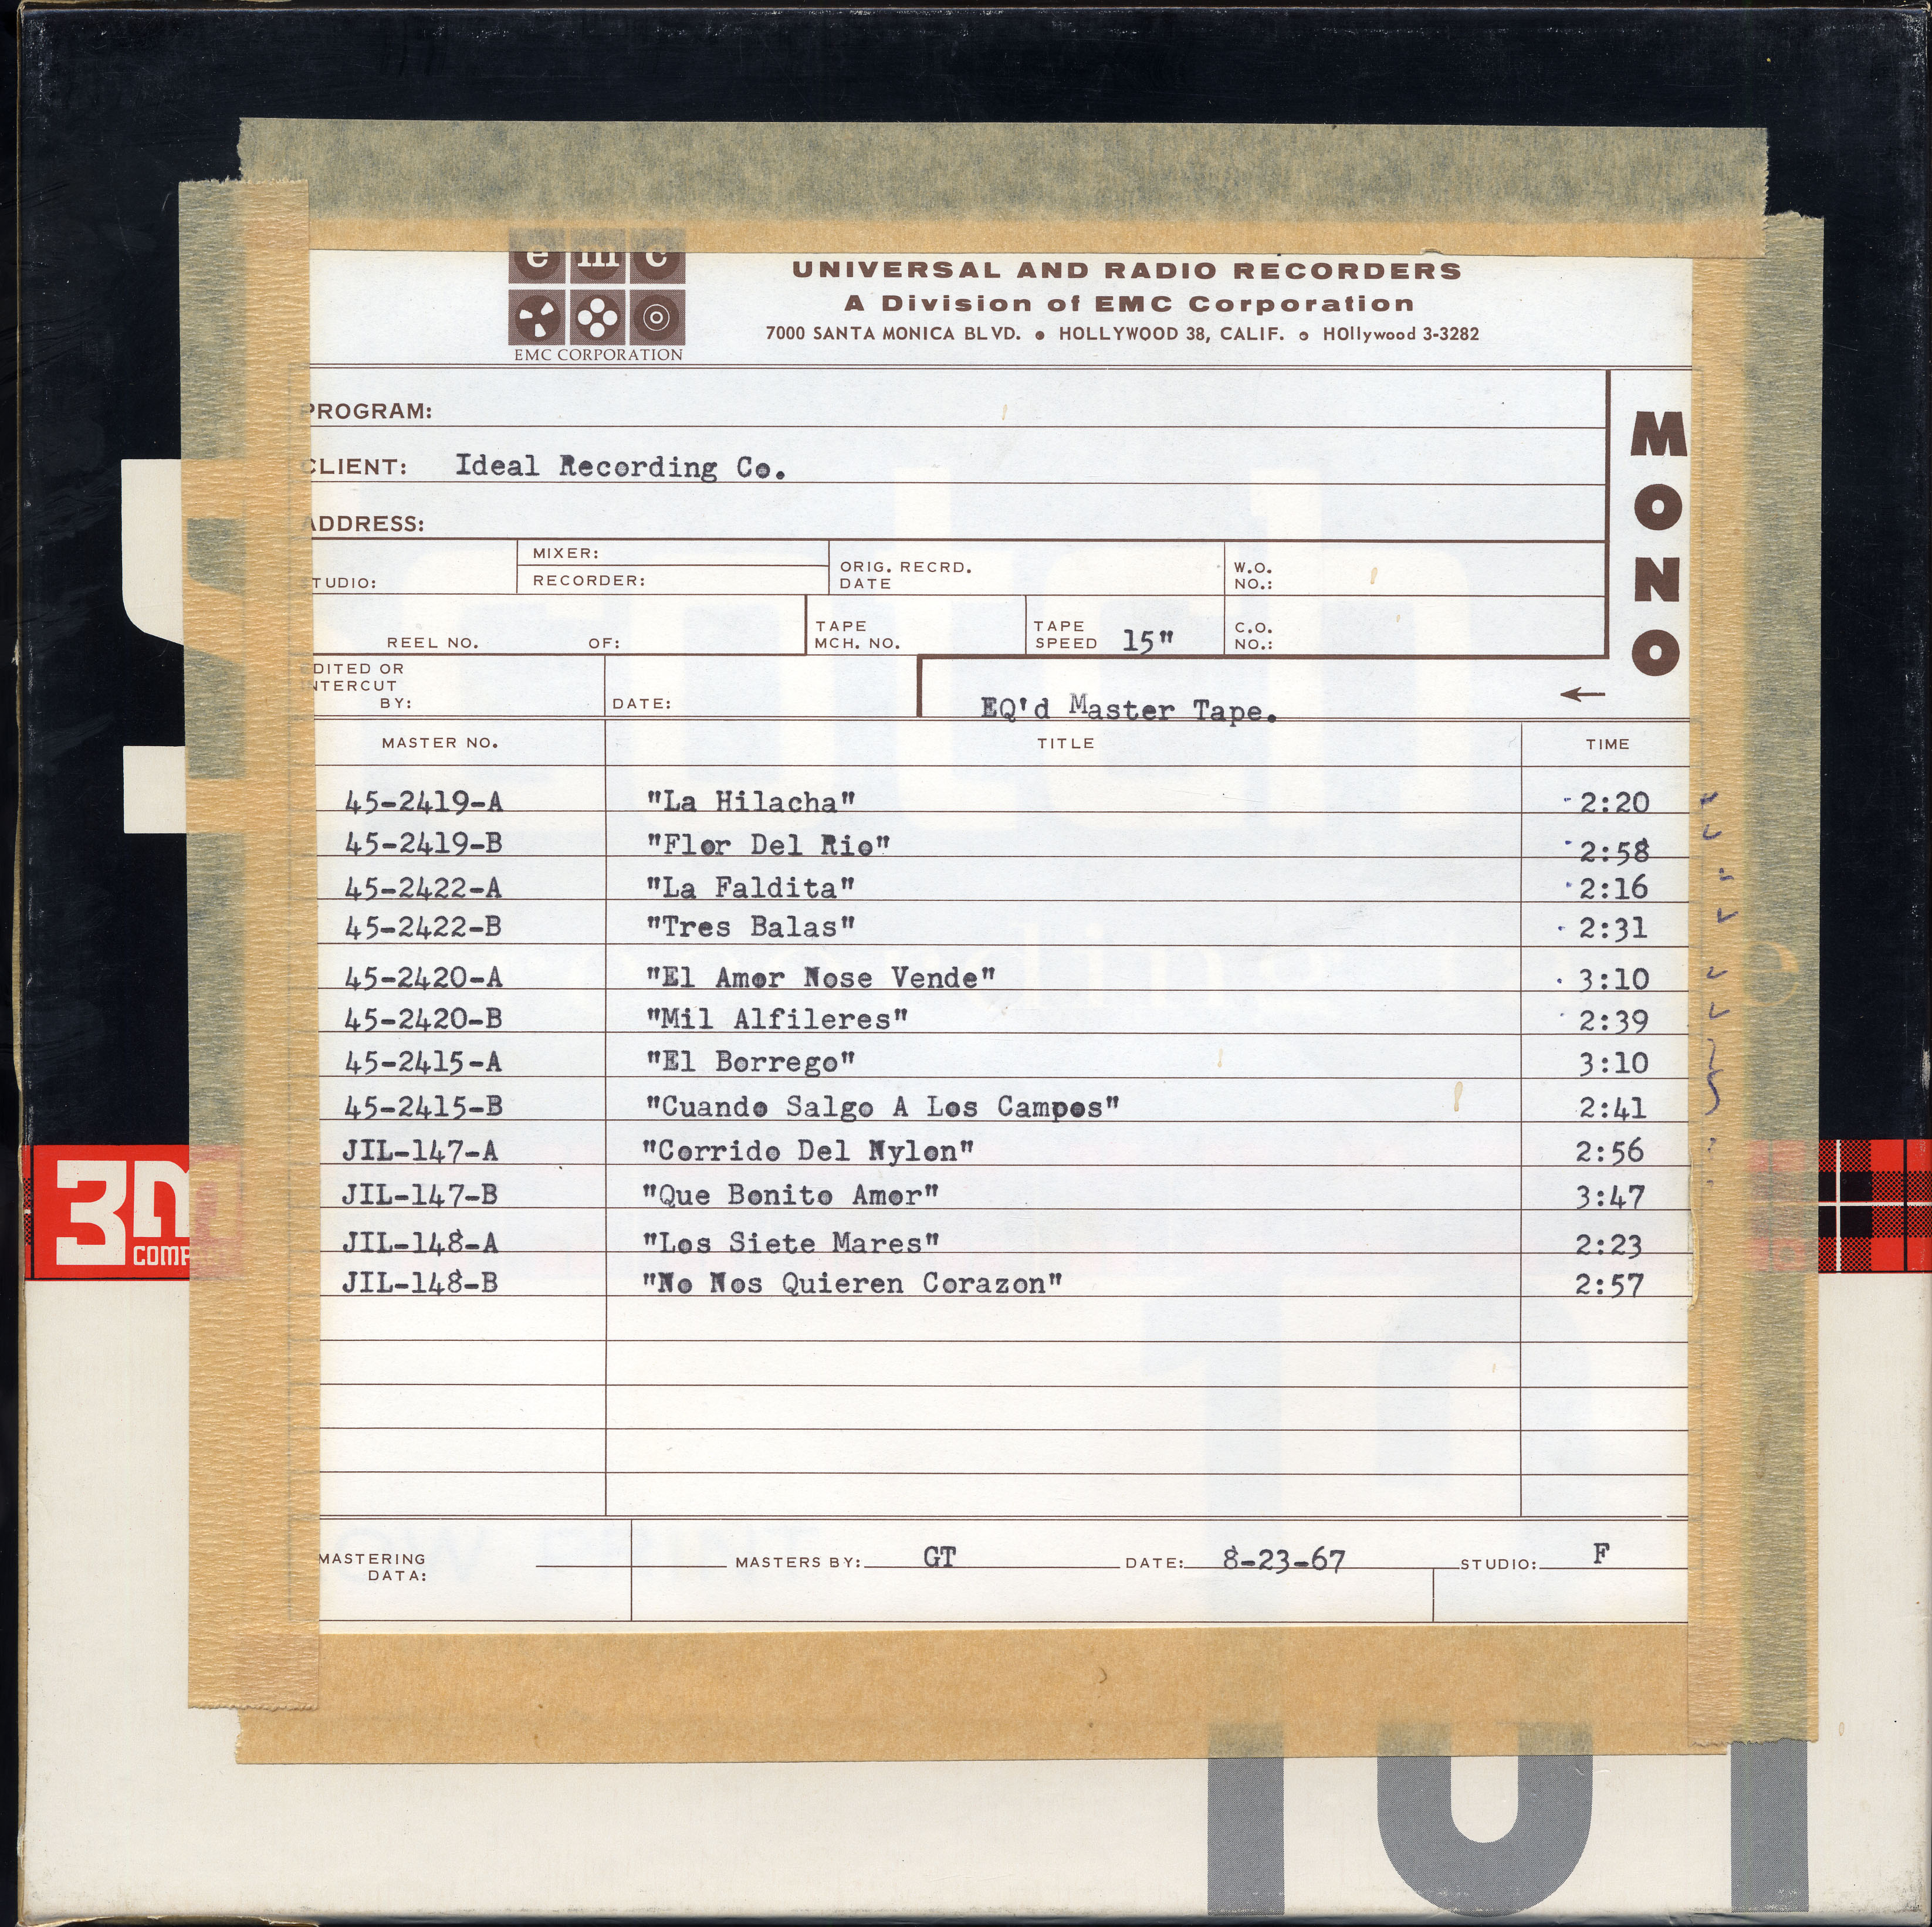 e m c
EMC CORPORATION
UNIVERSAL AND RADIO RECORDERS
A Division of EMC Corporation
7000 SANTA MONICA BLVD. • HOLLYWOOD 38, CALIF. • HOllywood 3-3282
MONO
PROGRAM:
CLIENT: Ideal Recording Co.
ADDRESS:
TUDIO:
MIXER:
RECORDER:
ORIG. RECRD.
DATE
W.O.
NO.:
REEL NO. OF:
TAPE
MCH. NO.
TAPE
SPEED 15"
C.O.
NO.:
DITED OR
NTERCUT
BY:
DATE:
EQ'd Master Tape. ←
MASTER NO. TITLE TIME
45-2419-A "La Hilacha" 2:20
45-2419-B "Flor Del Rio" 2:58
45-2422-A "La Faldita" 2:16
45-2422-B "Tres Balas" 2:31
45-2420-A "El Amor Nose Vende" 3:10
45-2420-B "Mil Alfileres" 2:39
45-2415-A "El Borrego" 3:10
45-2415-B "Cuando Salgo A Los Campos" 2:41
JIL-147-A "Corrido Del Nylon" 2:56
JIL-147-B "Que Bonito Amor" 3:47
JIL-148-A "Los Siete Mares" 2:23
JIL-148-B "No Nos Quieren Corazon" 2:57
MASTERING
DATA:
MASTERS BY: GT DATE: 8-23-67 STUDIO: F
3M
COMP